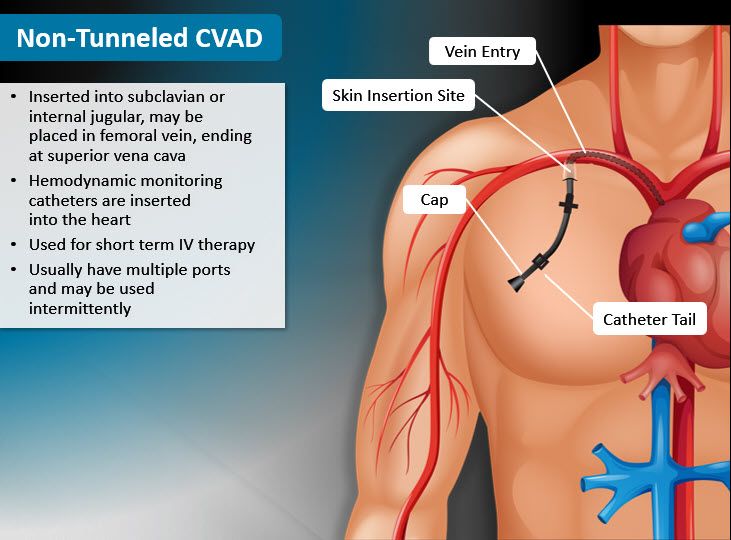 Non-Tunneled CVAD
• Inserted into subclavian or
internal jugular, may be
placed in femoral vein, ending
at superior vena cava
• Hemodynamic monitoring
catheters are inserted
into the heart
• Used for short term IV therapy
• Usually have multiple ports
and may be used
intermittently
Vein Entry
Skin Insertion Site
Cap
Catheter Tail